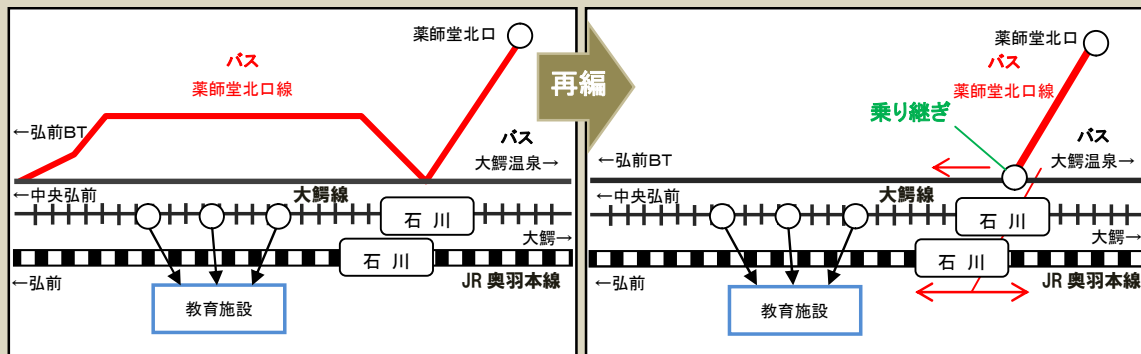 薬師堂北口
バス
薬師堂北口線
←弘前BT
バス
大鰐温泉→
←中央弘前
大鰐線
石 川
大鰐→
石 川
←弘前
JR 奥羽本線
教育施設
再編
薬師堂北口
バス
薬師堂北口線
乗り継ぎ
バス
←弘前BT
大鰐温泉→
←中央弘前
大鰐線
石 川
大鰐→
石 川
←弘前
JR 奥羽本線
教育施設